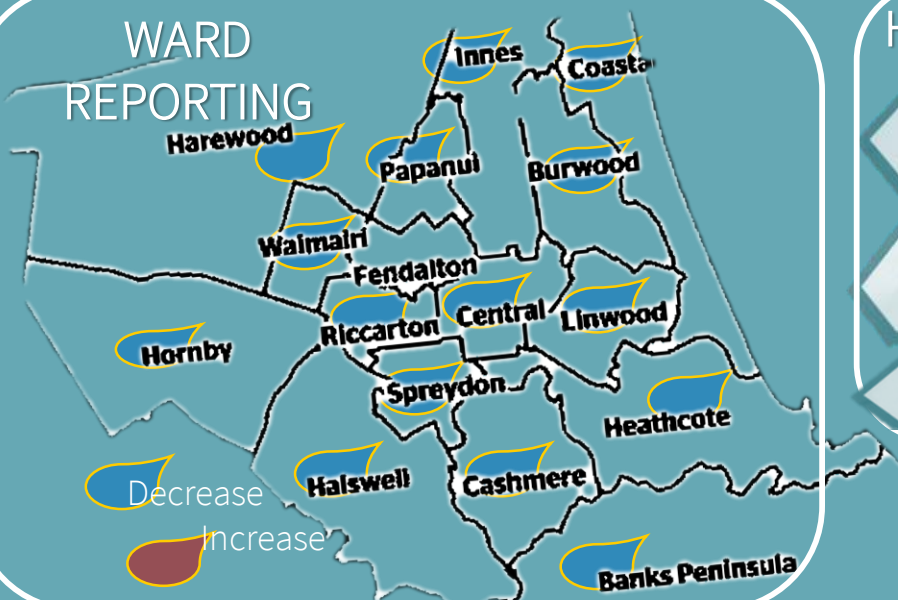 WARD
REPORTING
H
Innes
Coasta
Harewood
Papanui
Burwood
Waimairi
Fendalton
Central
Linwood
Riccarton
Hornby
Spreydon
Heathcote
Halswell
Cashmere
Decrease
Increase
Banks Peninsula